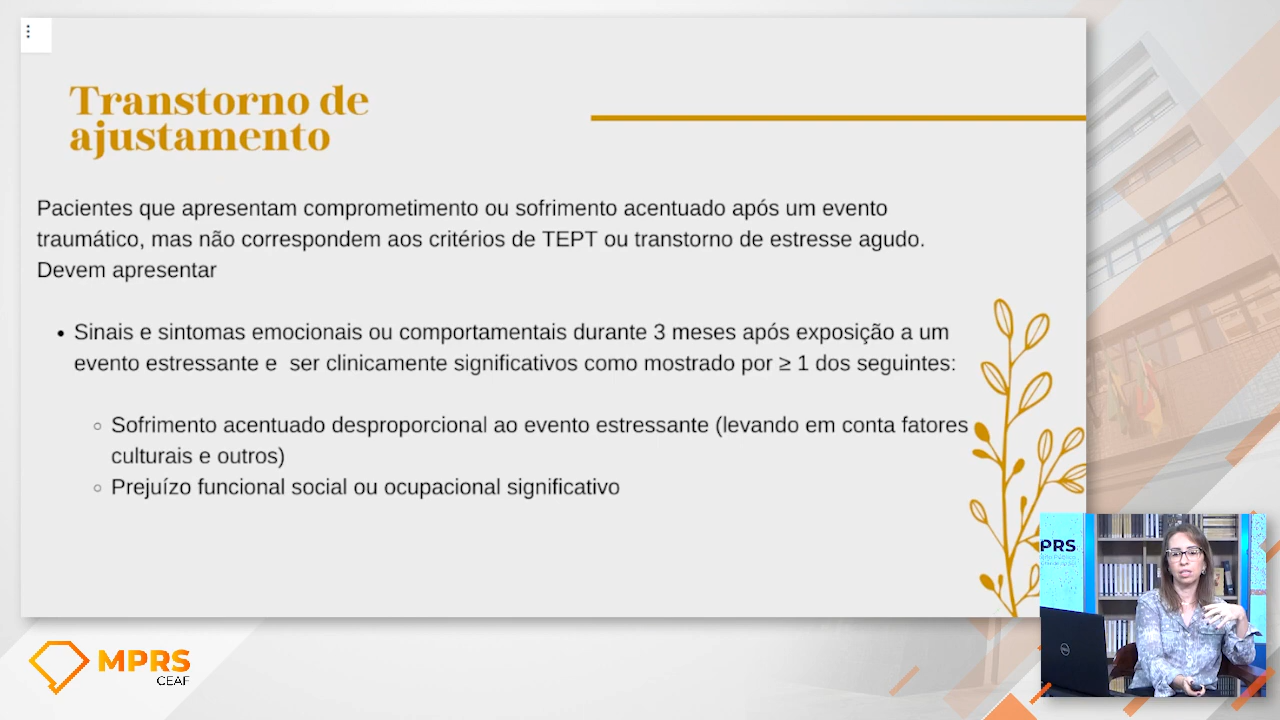 Transtorno de
ajustamento
Pacientes que apresentam comprometimento ou sofrimento acentuado após um evento
traumático, mas não correspondem aos critérios de TEPT ou transtorno de estresse agudo.
Devem apresentar
• Sinais e sintomas emocionais ou comportamentais durante 3 meses após exposição a um
evento estressante e  ser clinicamente significativos como mostrado por ≥ 1 dos seguintes:
◦ Sofrimento acentuado desproporcional ao evento estressante (levando em conta fatores
culturais e outros)
◦ Prejuízo funcional social ou ocupacional significativo
PRS
MPRS
CEAF